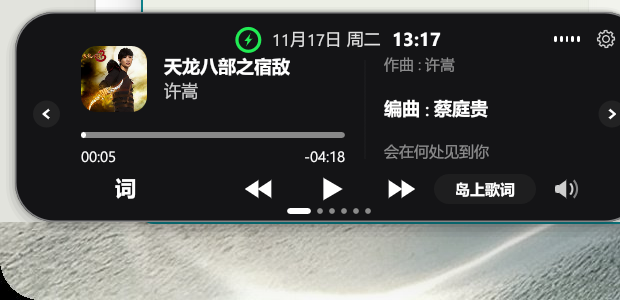 11月17日 周二 13:17
天龙八部之宿敌
许嵩
00:05
-04:18
词
作曲 : 许嵩
编曲 : 蔡庭贵
会在何处见到你
岛上歌词